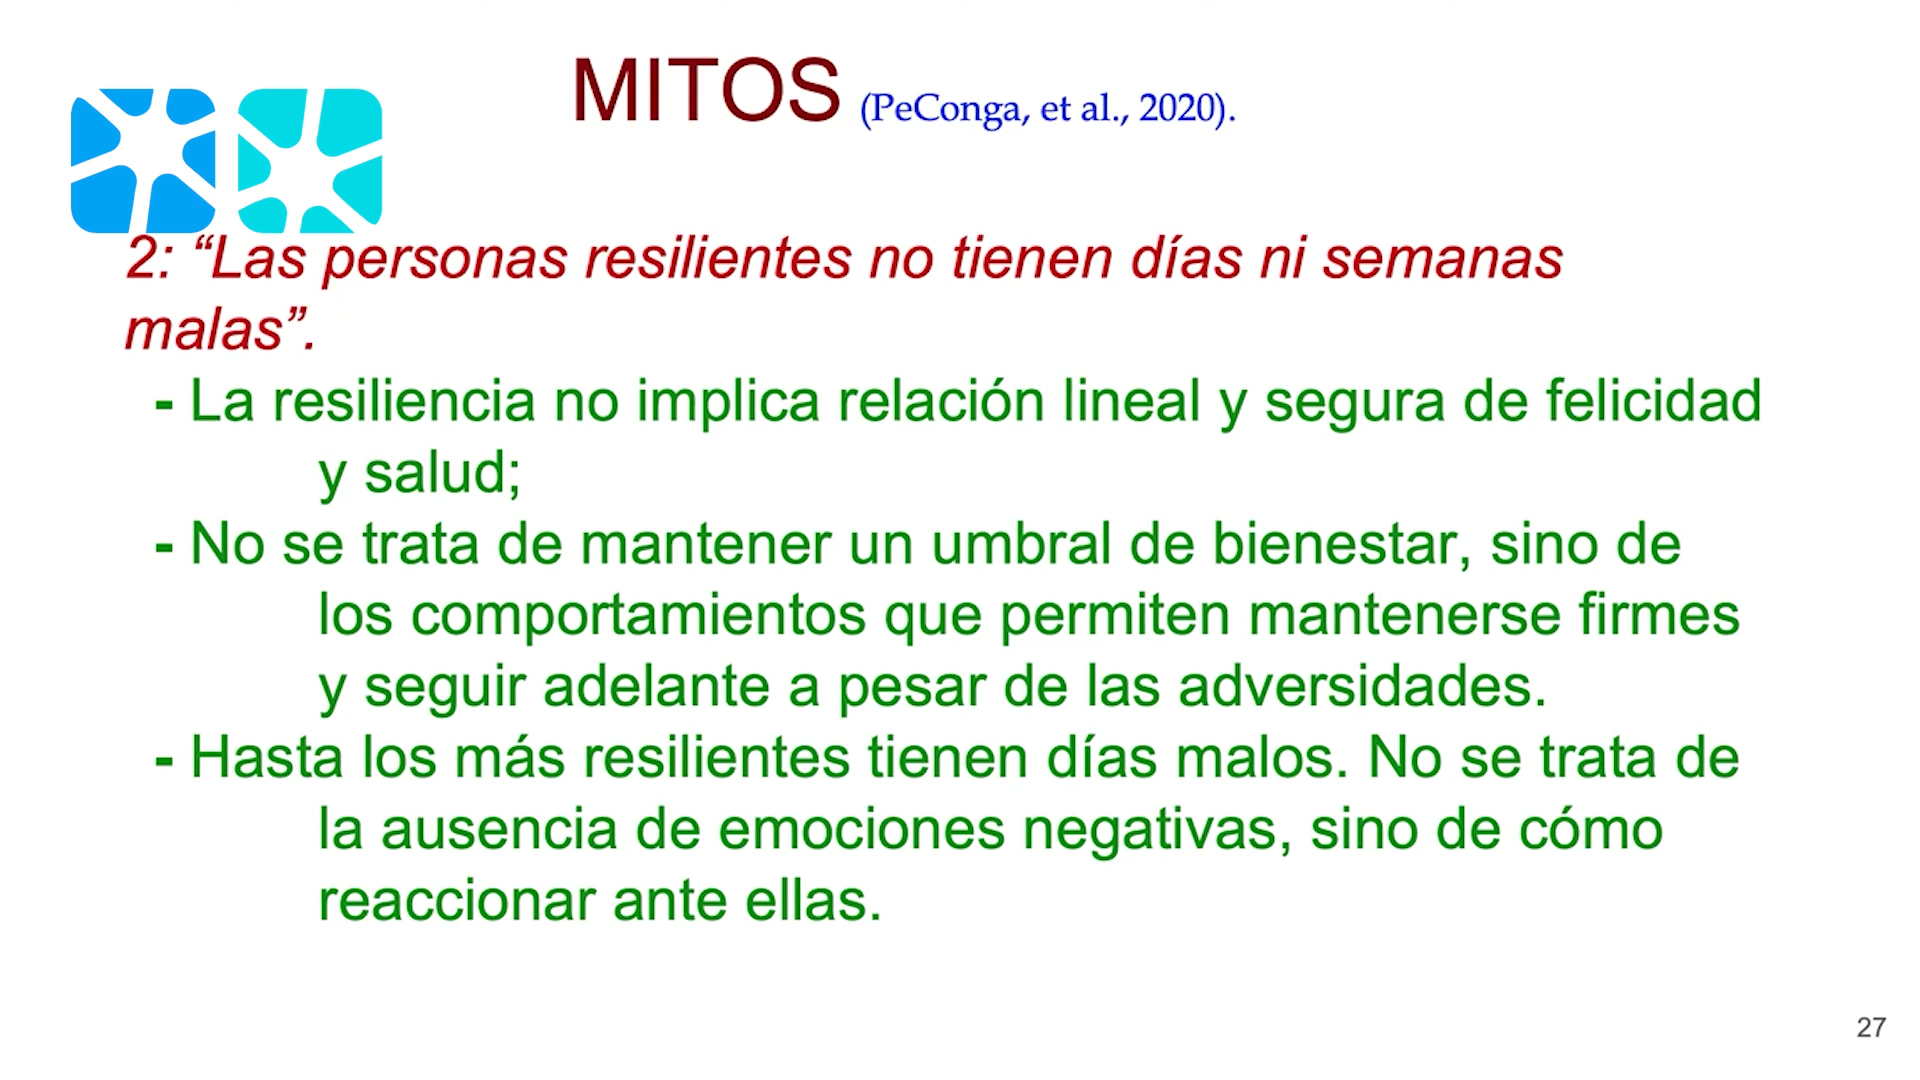 MITOS (PeConga, et al., 2020).
2: “Las personas resilientes no tienen días ni semanas
malas”.
- La resiliencia no implica relación lineal y segura de felicidad
y salud;
- No se trata de mantener un umbral de bienestar, sino de
los comportamientos que permiten mantenerse firmes
y seguir adelante a pesar de las adversidades.
- Hasta los más resilientes tienen días malos. No se trata de
la ausencia de emociones negativas, sino de cómo
reaccionar ante ellas.
27